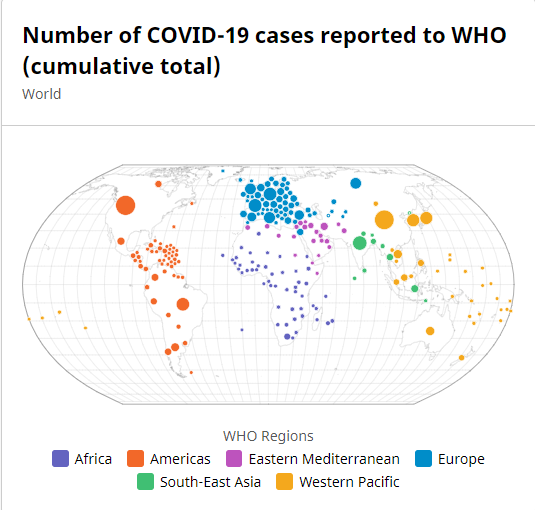 Number of COVID-19 cases reported to WHO
(cumulative total)
World
WHO Regions
Africa Americas Eastern Mediterranean Europe
South-East Asia Western Pacific